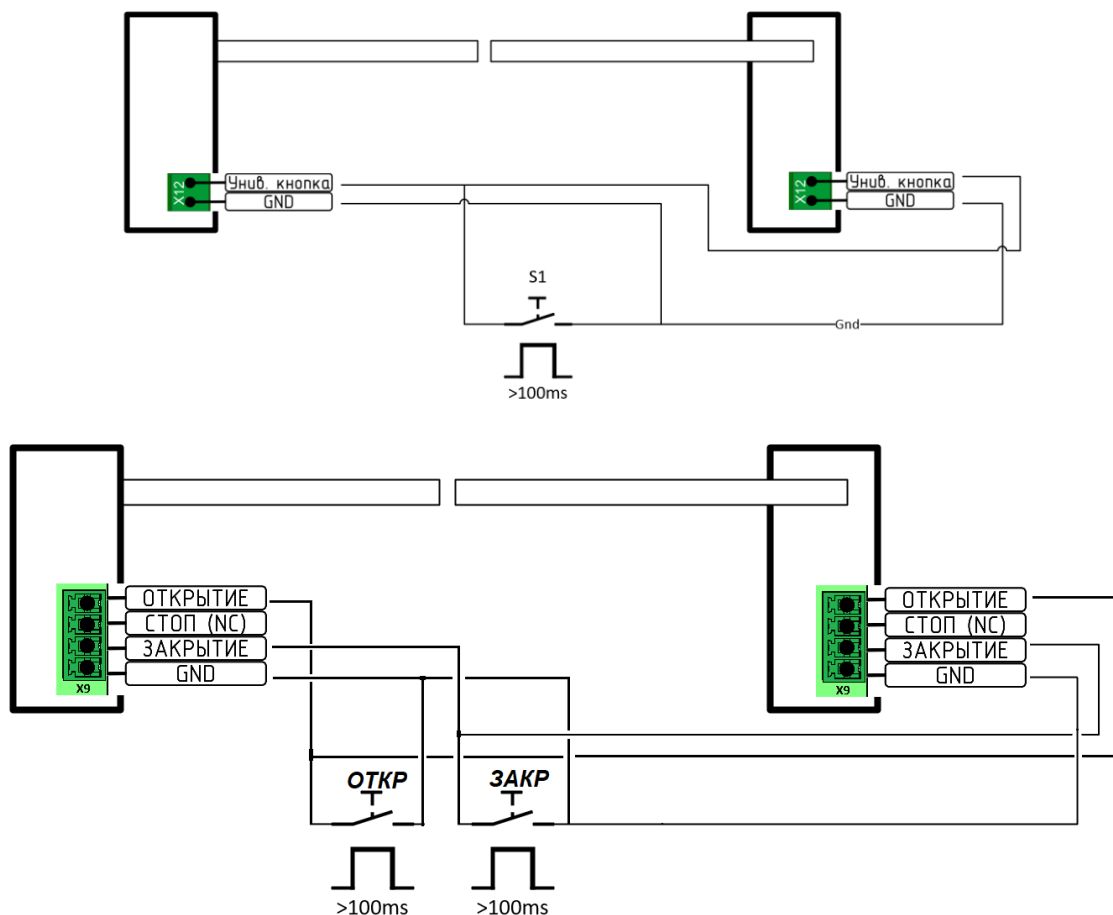 X12
Унив. кнопка
GND
X12
Унив. кнопка
GND
S1
Gnd
>100ms
ОТКРЫТИЕ
СТОП (NC)
ЗАКРЫТИЕ
GND
X9
ОТКРЫТИЕ
СТОП (NC)
ЗАКРЫТИЕ
GND
X9
ОТКР
ЗАКР
>100ms
>100ms